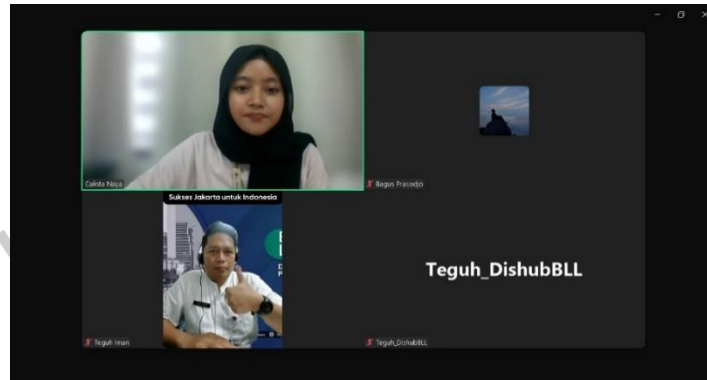 Calista Naya
Bagus Prasodjo
Sukses Jakarta untuk Indonesia
Teguh_DishubBLL
Teguh Iman
Teguh_DishubBLL